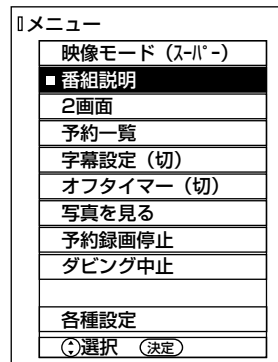 メニュー
映像モード（ｽｰﾊﾟｰ）
番組説明
2画面
予約一覧
字幕設定（切）
オフタイマー（切）
写真を見る
予約録画停止
ダビング中止
各種設定
選択 決定